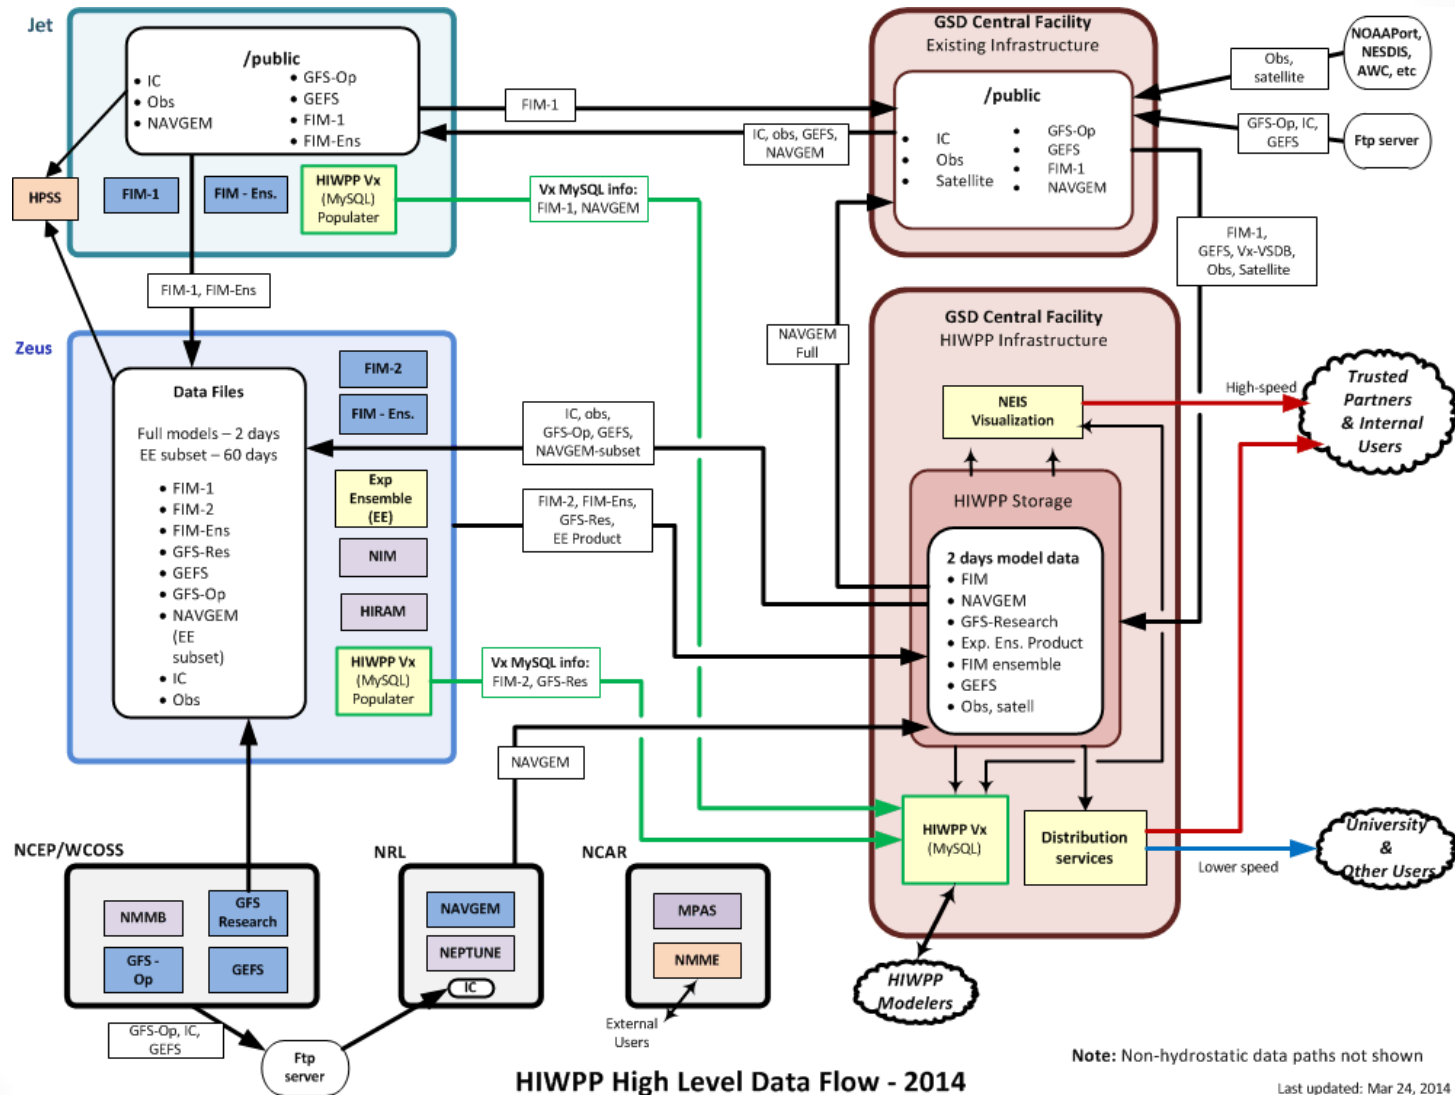 Jet
/public
• IC
• Obs
• NAVGEM
• GFS-Op
• GEFS
• FIM-1
• FIM-Ens
HPSS
FIM-1
FIM - Ens.
HIWPP Vx
(MySQL)
Populater
FIM-1
IC, obs, GEFS,
NAVGEM
Vx MySQL info:
FIM-1, NAVGEM
FIM-1, FIM-Ens
GSD Central Facility
Existing Infrastructure
/public
• IC
• Obs
• Satellite
• GFS-Op
• GEFS
• FIM-1
• NAVGEM
Obs,
satellite
NOAAPort,
NESDIS,
AWC, etc
GFS-Op, IC,
GEFS
Ftp server
FIM-1,
GEFS, Vx-VSDB,
Obs, Satellite
NAVGEM
Full
Zeus
Data Files
Full models – 2 days
EE subset – 60 days
• FIM-1
• FIM-2
• FIM-Ens
• GFS-Res
• GEFS
• GFS-Op
• NAVGEM
(EE
subset)
• IC
• Obs
FIM-2
FIM - Ens.
Exp
Ensemble
(EE)
NIM
HIRAM
HIWPP Vx
(MySQL)
Populater
IC, obs,
GFS-Op, GEFS,
NAVGEM-subset
FIM-2, FIM-Ens,
GFS-Res,
EE Product
Vx MySQL info:
FIM-2, GFS-Res
NAVGEM
GSD Central Facility
HIWPP Infrastructure
NEIS
Visualization
HIWPP Storage
2 days model data
• FIM
• NAVGEM
• GFS-Research
• Exp. Ens. Product
• FIM ensemble
• GEFS
• Obs, satell
HIWPP Vx
(MySQL)
Distribution
services
High-speed
Trusted
Partners
& Internal
Users
Lower speed
University
&
Other Users
HIWPP
Modelers
NCEP/WCOSS
NMMB
GFS
Research
GFS -
Op
GEFS
GFS-Op, IC,
GEFS
Ftp
server
NRL
NAVGEM
NEPTUNE
IC
NCAR
MPAS
NMME
External
Users
Note: Non-hydrostatic data paths not shown
HIWPP High Level Data Flow - 2014
Last updated: Mar 24, 2014